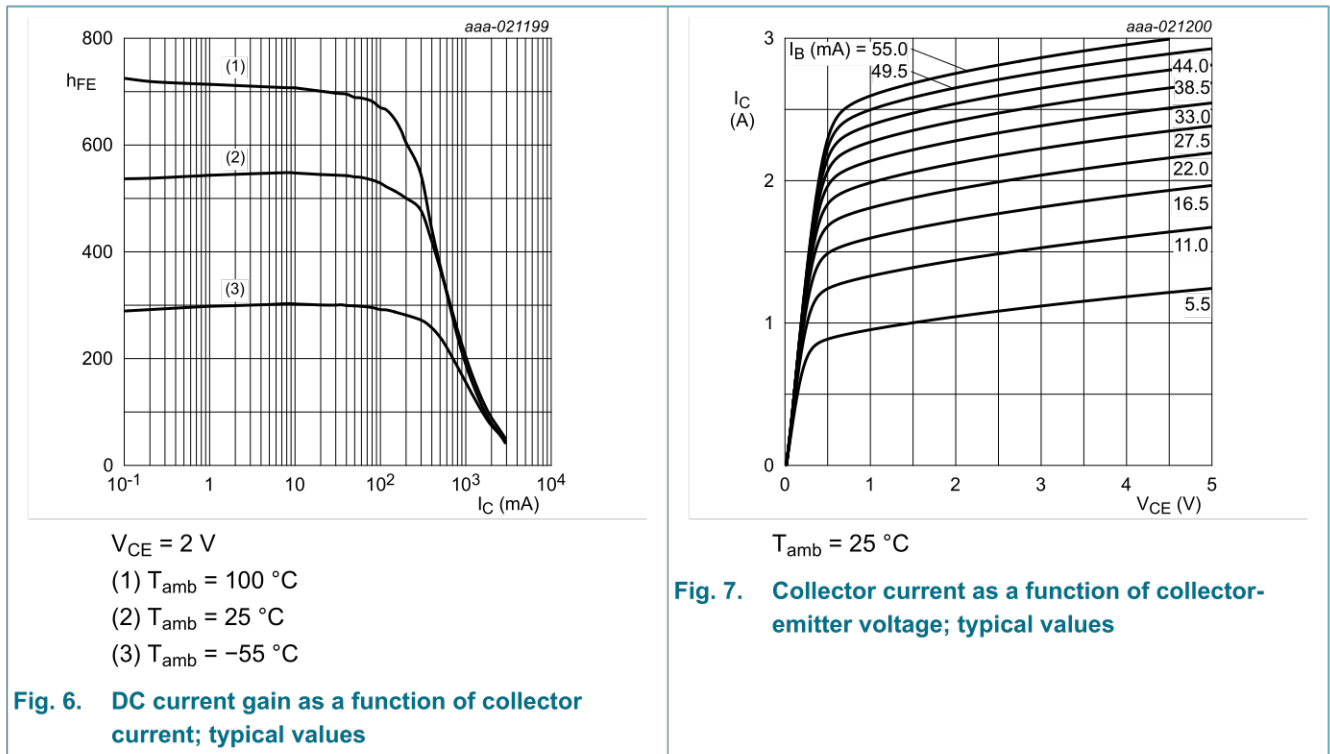 aaa-021199
800
hFE
(1)
600
(2)
400
(3)
200
0
10-1
1
10
10²
10³
10⁴
IC (mA)
VCE = 2 V
(1) Tamb = 100 °C
(2) Tamb = 25 °C
(3) Tamb = −55 °C
Fig. 6. DC current gain as a function of collector
current; typical values
aaa-021200
3
IB (mA) = 55.0
49.5
44.0
38.5
33.0
27.5
22.0
16.5
11.0
5.5
IC
(A)
2
1
0
0
1
2
3
4
5
VCE (V)
Tamb = 25 °C
Fig. 7. Collector current as a function of collector-
emitter voltage; typical values